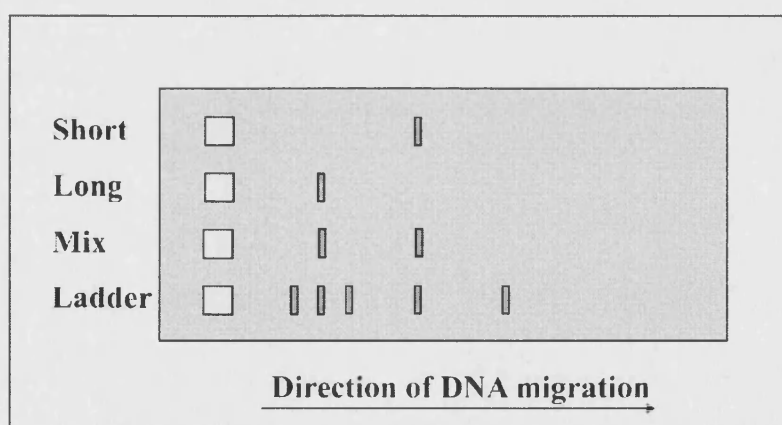 Short
Long
Mix
Ladder
Direction of DNA migration